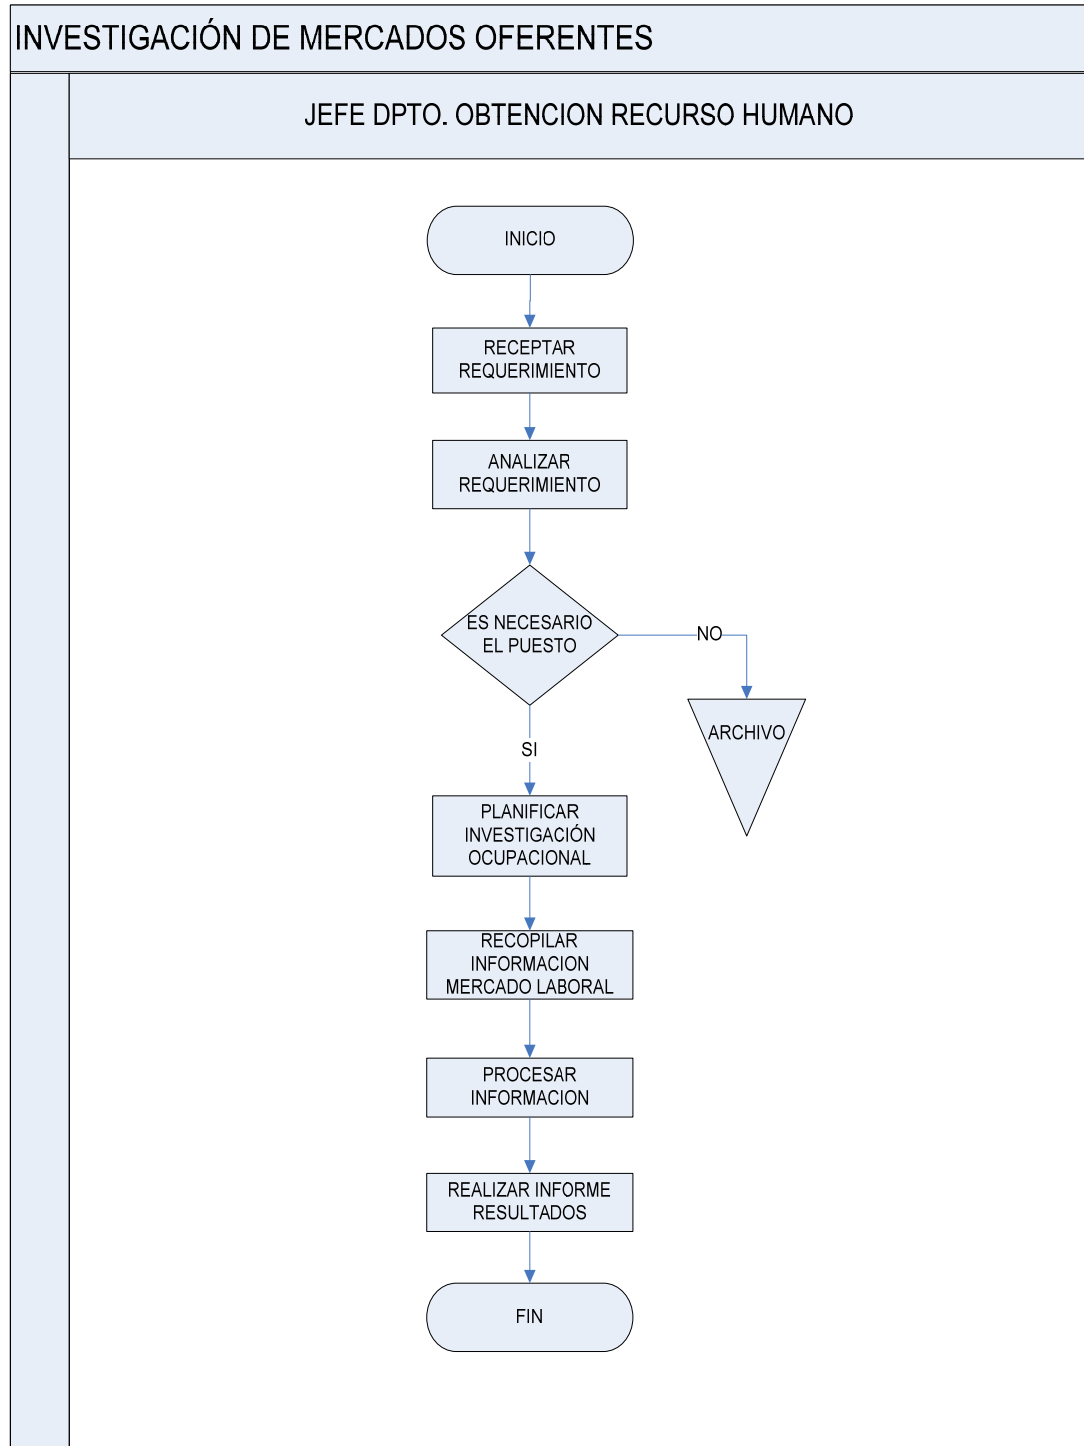 INVESTIGACIÓN DE MERCADOS OFERENTES
JEFE DPTO. OBTENCION RECURSO HUMANO
INICIO
RECEPTAR
REQUERIMIENTO
ANALIZAR
REQUERIMIENTO
ES NECESARIO
EL PUESTO
NO
ARCHIVO
SI
PLANIFICAR
INVESTIGACIÓN
OCUPACIONAL
RECOPILAR
INFORMACION
MERCADO LABORAL
PROCESAR
INFORMACION
REALIZAR INFORME
RESULTADOS
FIN